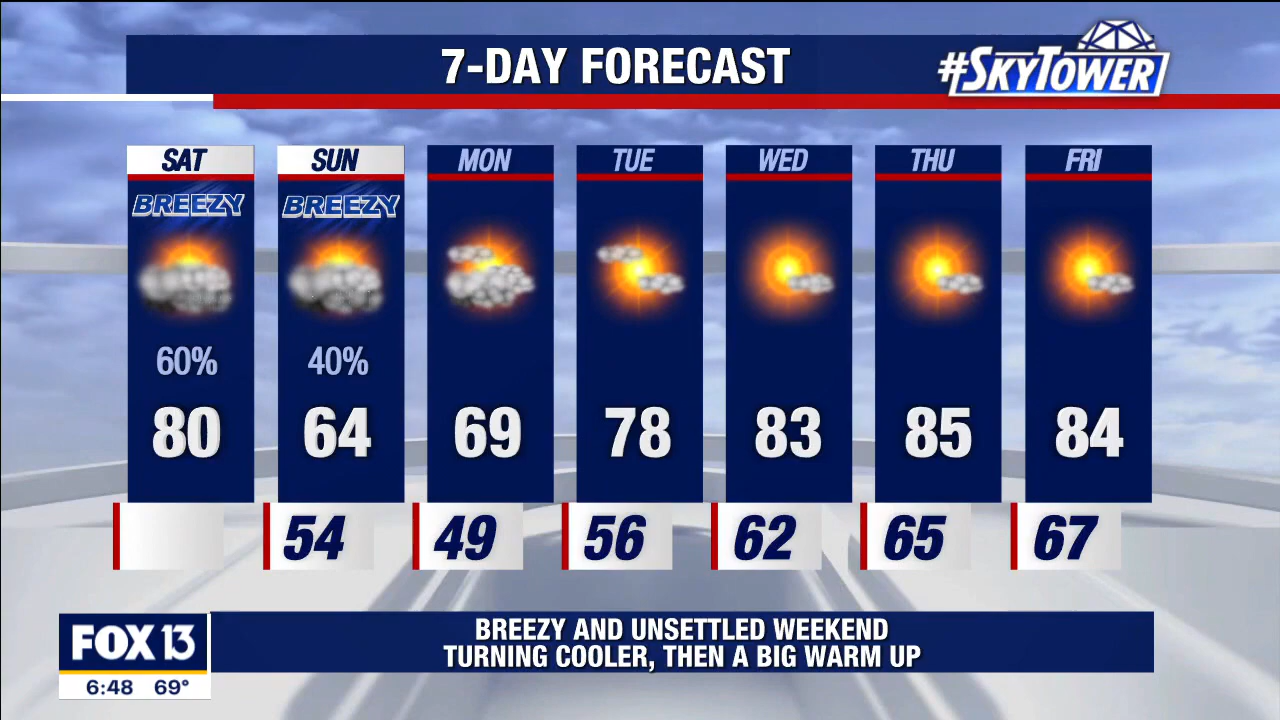 7-DAY FORECAST
#SKYTOWER
SAT SUN MON TUE WED THU FRI
BREEZY BREEZY
60% 40%
80 64 69 78 83 85 84
54 49 56 62 65 67
BREEZY AND UNSETTLED WEEKEND
TURNING COOLER, THEN A BIG WARM UP
FOX 13
6:48 69°